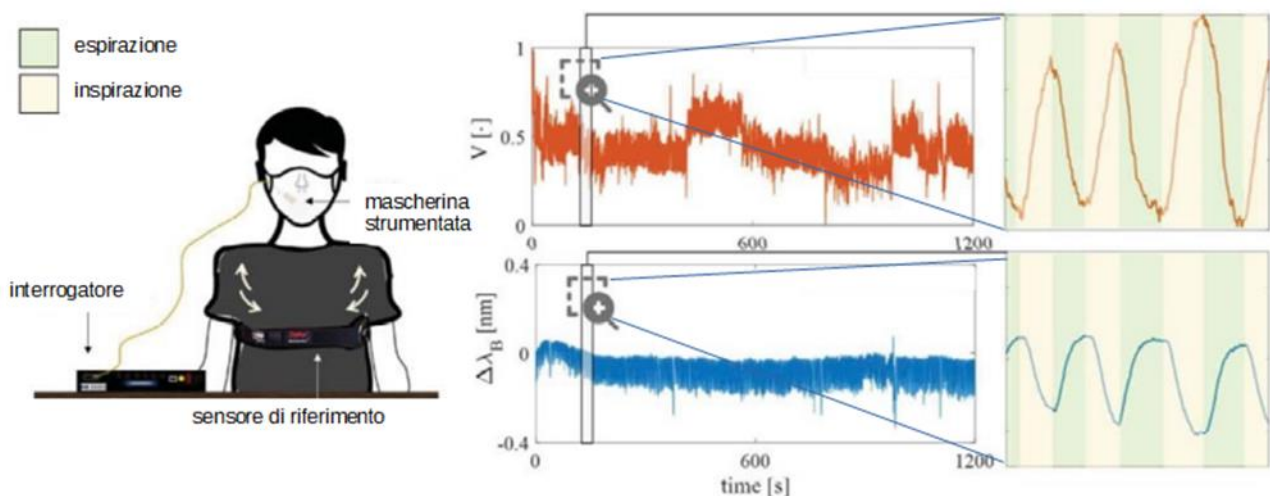 espirazione
inspirazione
mascherina
strumentata
interrogatore
sensore di riferimento
V [-]
1
0.5
0
0
600
1200
Δλ_B [nm]
0.4
0
-0.4
0
600
1200
time [s]